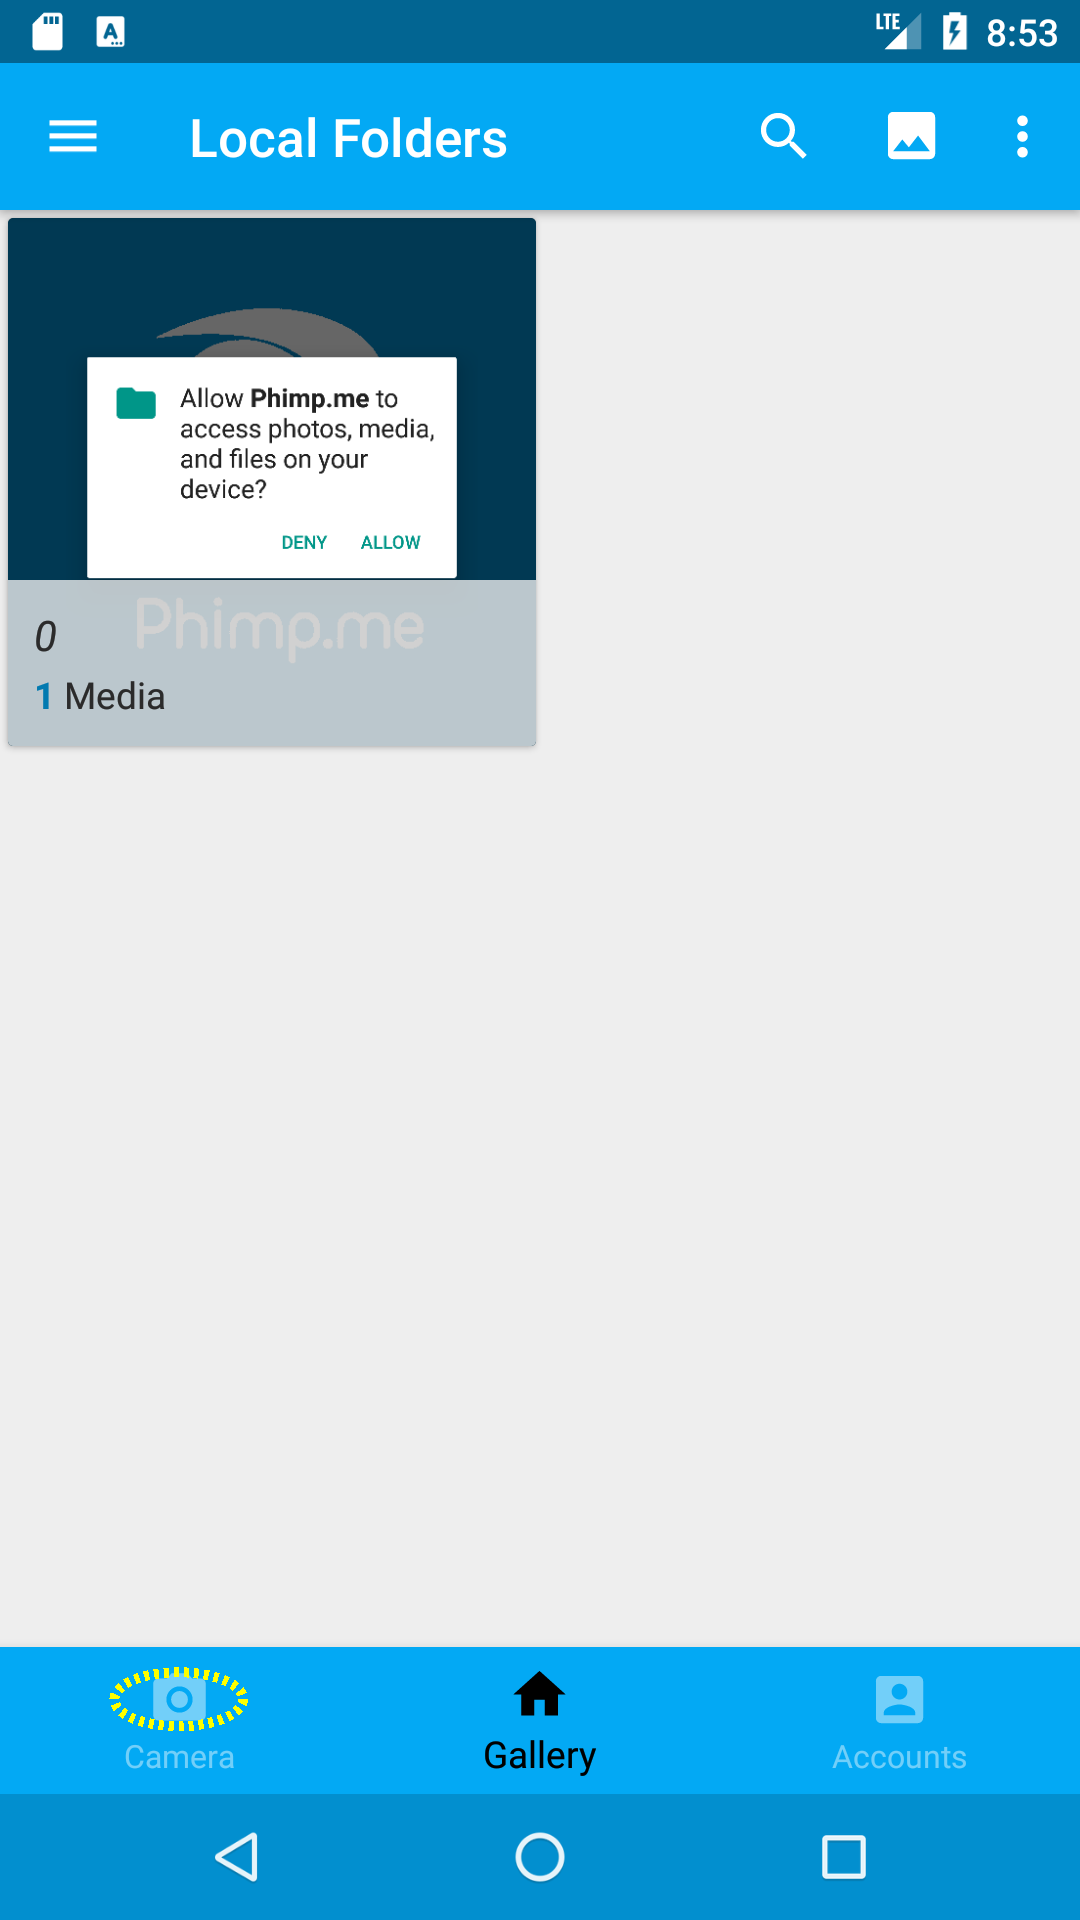 LTE 8:53
Local Folders
Allow Phimp.me to
access photos, media,
and files on your
device?
DENY ALLOW
Phimp.me
0
1 Media
Camera Gallery Accounts